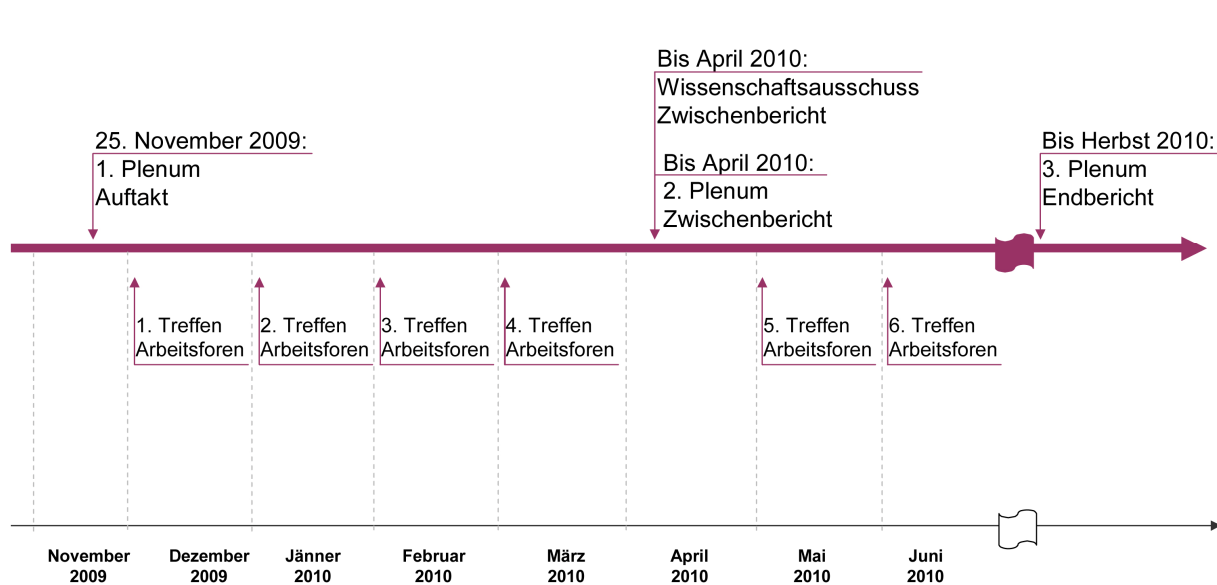 Bis April 2010:
Wissenschaftsausschuss
Zwischenbericht
25. November 2009:
1. Plenum
Auftakt
Bis April 2010:
2. Plenum
Zwischenbericht
Bis Herbst 2010:
3. Plenum
Endbericht
1. Treffen
Arbeitsforen
2. Treffen
Arbeitsforen
3. Treffen
Arbeitsforen
4. Treffen
Arbeitsforen
5. Treffen
Arbeitsforen
6. Treffen
Arbeitsforen
November
2009
Dezember
2009
Jänner
2010
Februar
2010
März
2010
April
2010
Mai
2010
Juni
2010